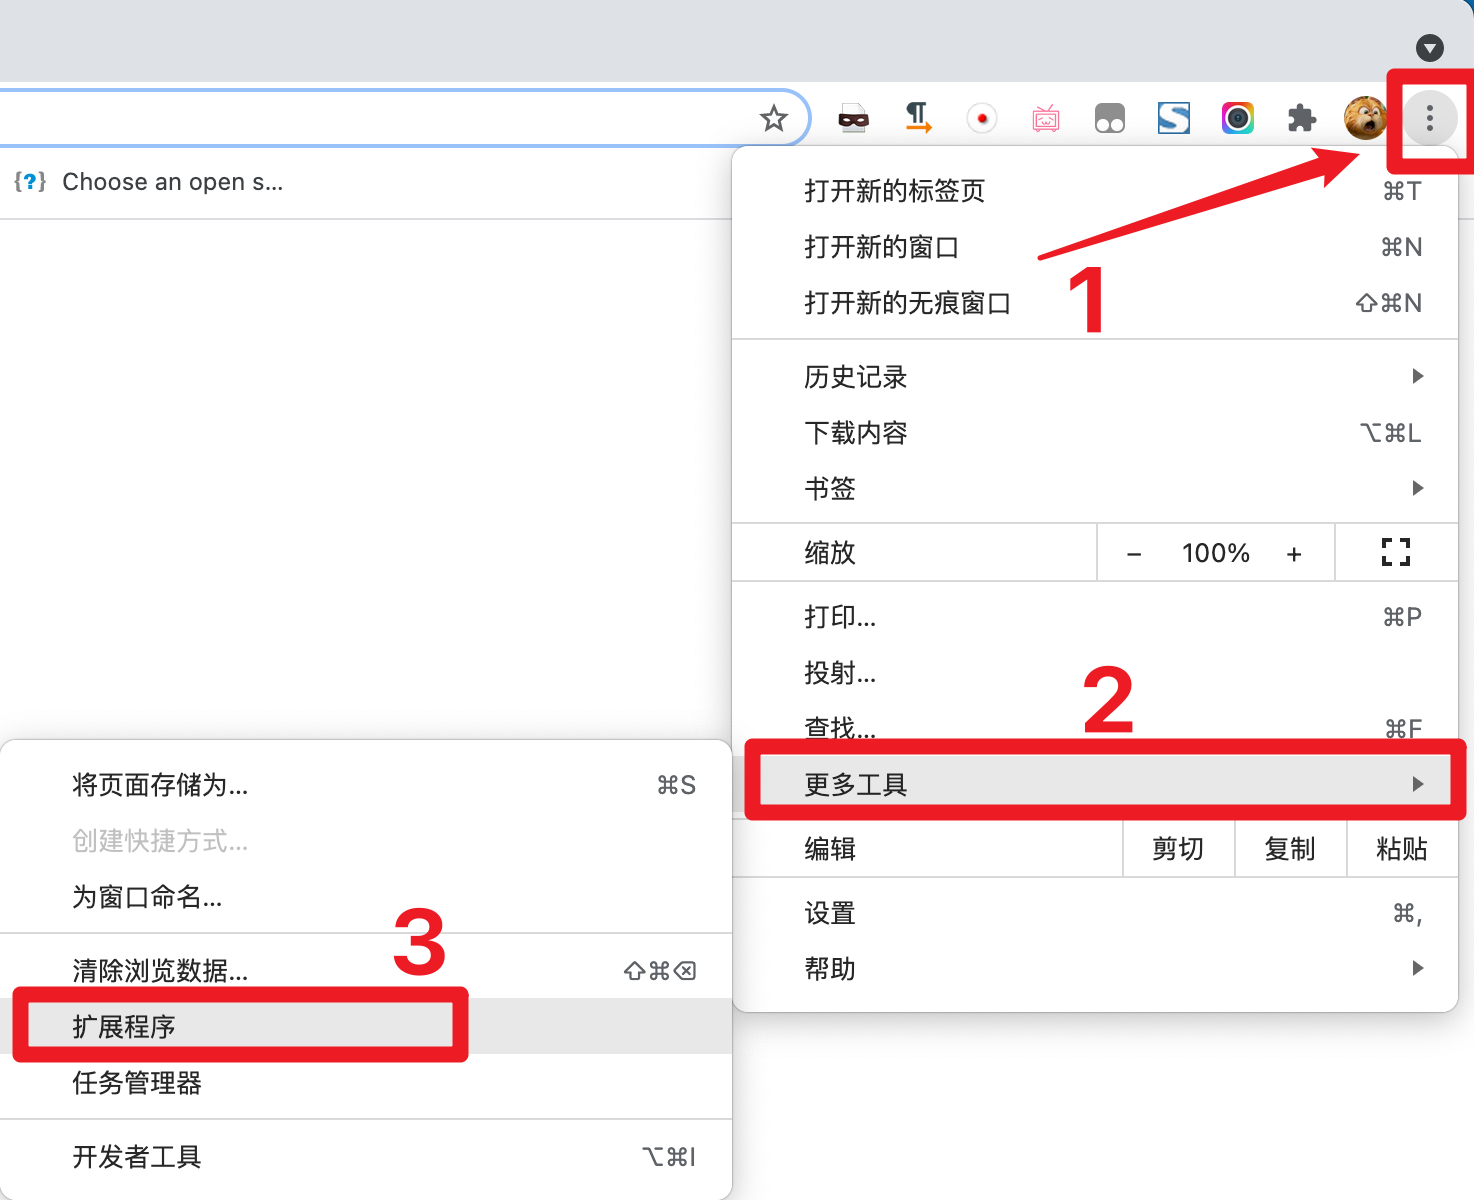 {?} Choose an open s...
打开新的标签页 ⌘T
打开新的窗口 ⌘N
打开新的无痕窗口 ⇧⌘N
1
历史记录
下载内容 ⌥⌘L
书签
缩放 − 100% +
打印... ⌘P
投射...
2
查找... ⌘F
更多工具
编辑 剪切 复制 粘贴
设置 ⌘,
帮助
将页面存储为... ⌘S
创建快捷方式...
为窗口命名...
3
清除浏览数据... ⇧⌘⌫
扩展程序
任务管理器
开发者工具 ⌥⌘I